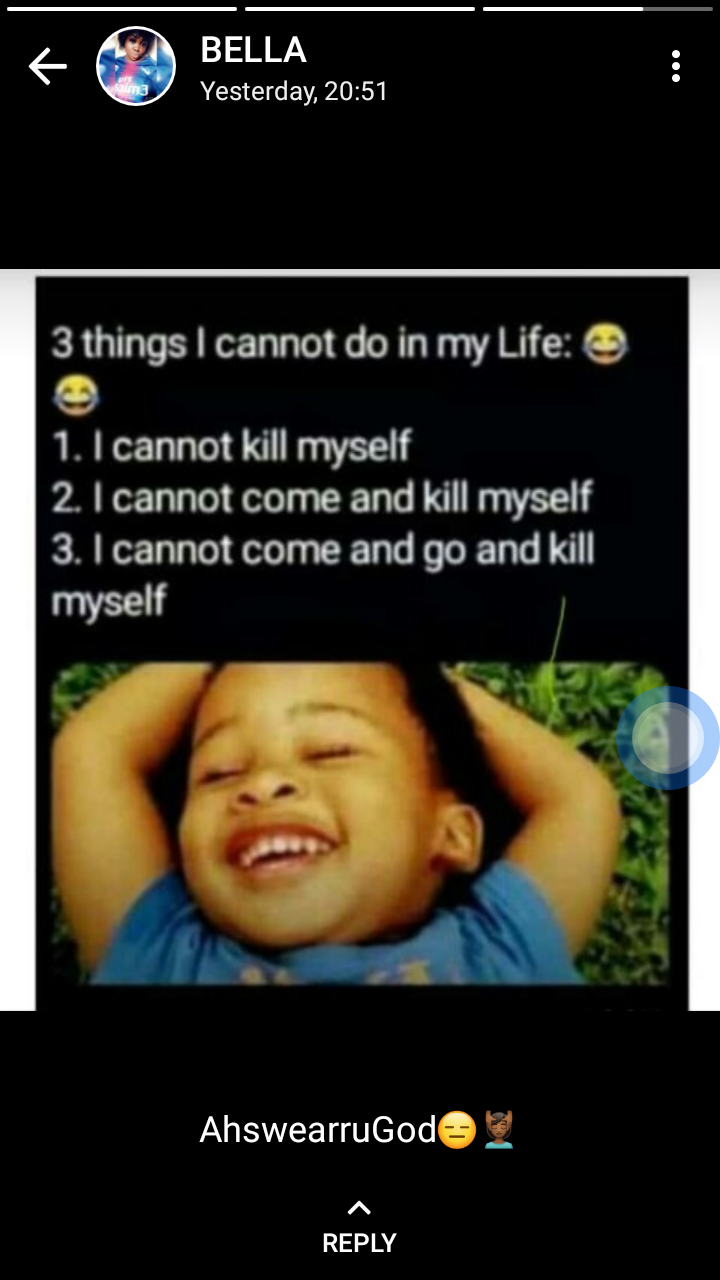 BELLA
Yesterday, 20:51
3 things I cannot do in my Life: 😂
😂
1. I cannot kill myself
2. I cannot come and kill myself
3. I cannot come and go and kill
myself
AhswearruGod😑💆🏾
REPLY